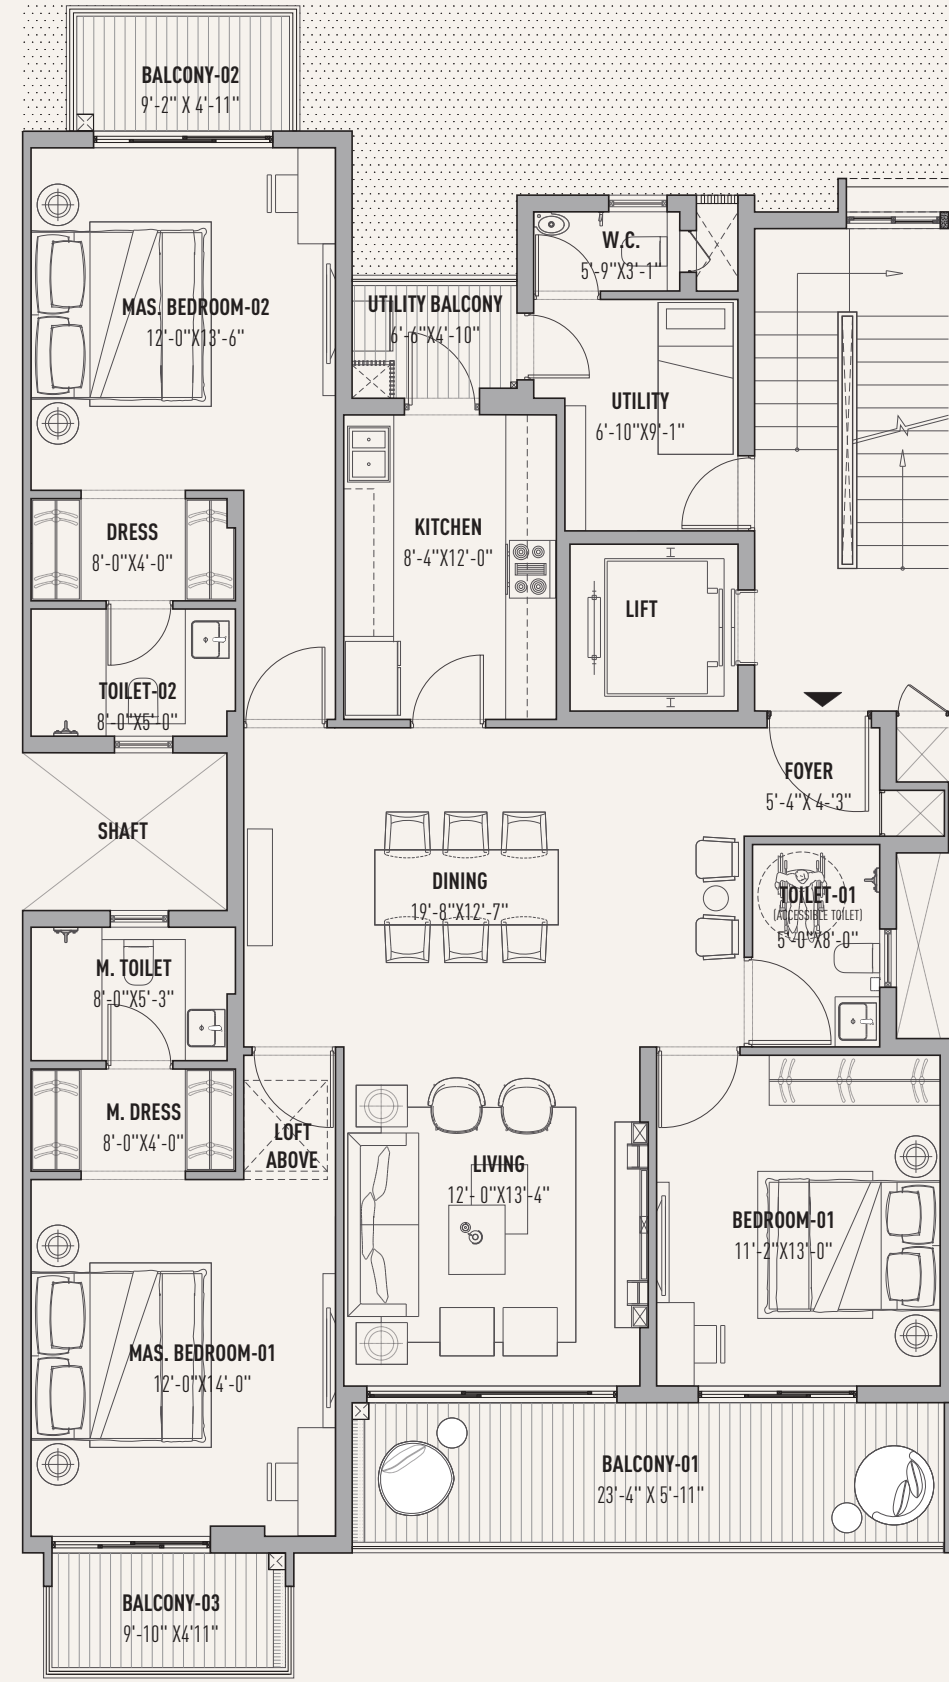 BALCONY-02
9'-2" X 4'-11"
W.C.
5'-9"X3'-1"
MAS. BEDROOM-02
12'-0"X13'-6"
UTILITY BALCONY
6'-6"X4'-10"
UTILITY
6'-10"X9'-1"
DRESS
8'-0"X4'-0"
KITCHEN
8'-4"X12'-0"
LIFT
TOILET-02
8'-0"X5'-0"
FOYER
5'-4"X 4-'3"
SHAFT
DINING
19'-8"X12'-7"
TOILET-01
(ACCESSIBLE TOILET)
5'-0"X8'-0"
M. TOILET
8'-0"X5'-3"
M. DRESS
8'-0"X4'-0"
LOFT
ABOVE
LIVING
12'- 0"X13'-4"
BEDROOM-01
11'-2"X13'-0"
MAS. BEDROOM-01
12'-0"X14'-0"
BALCONY-01
23'-4" X 5'-11"
BALCONY-03
9'-10" X4'11"